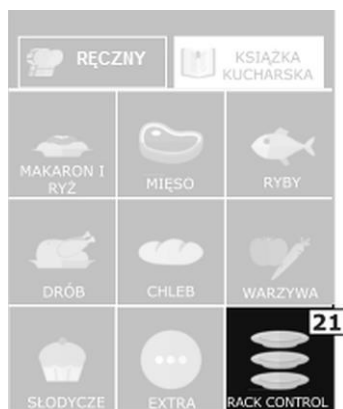 RĘCZNY
KSIĄŻKA
KUCHARSKA
MAKARON I
RYŻ
MIĘSO
RYBY
DRÓB
CHLEB
WARZYWA
21
SŁODYCZE
EXTRA
RACK CONTROL